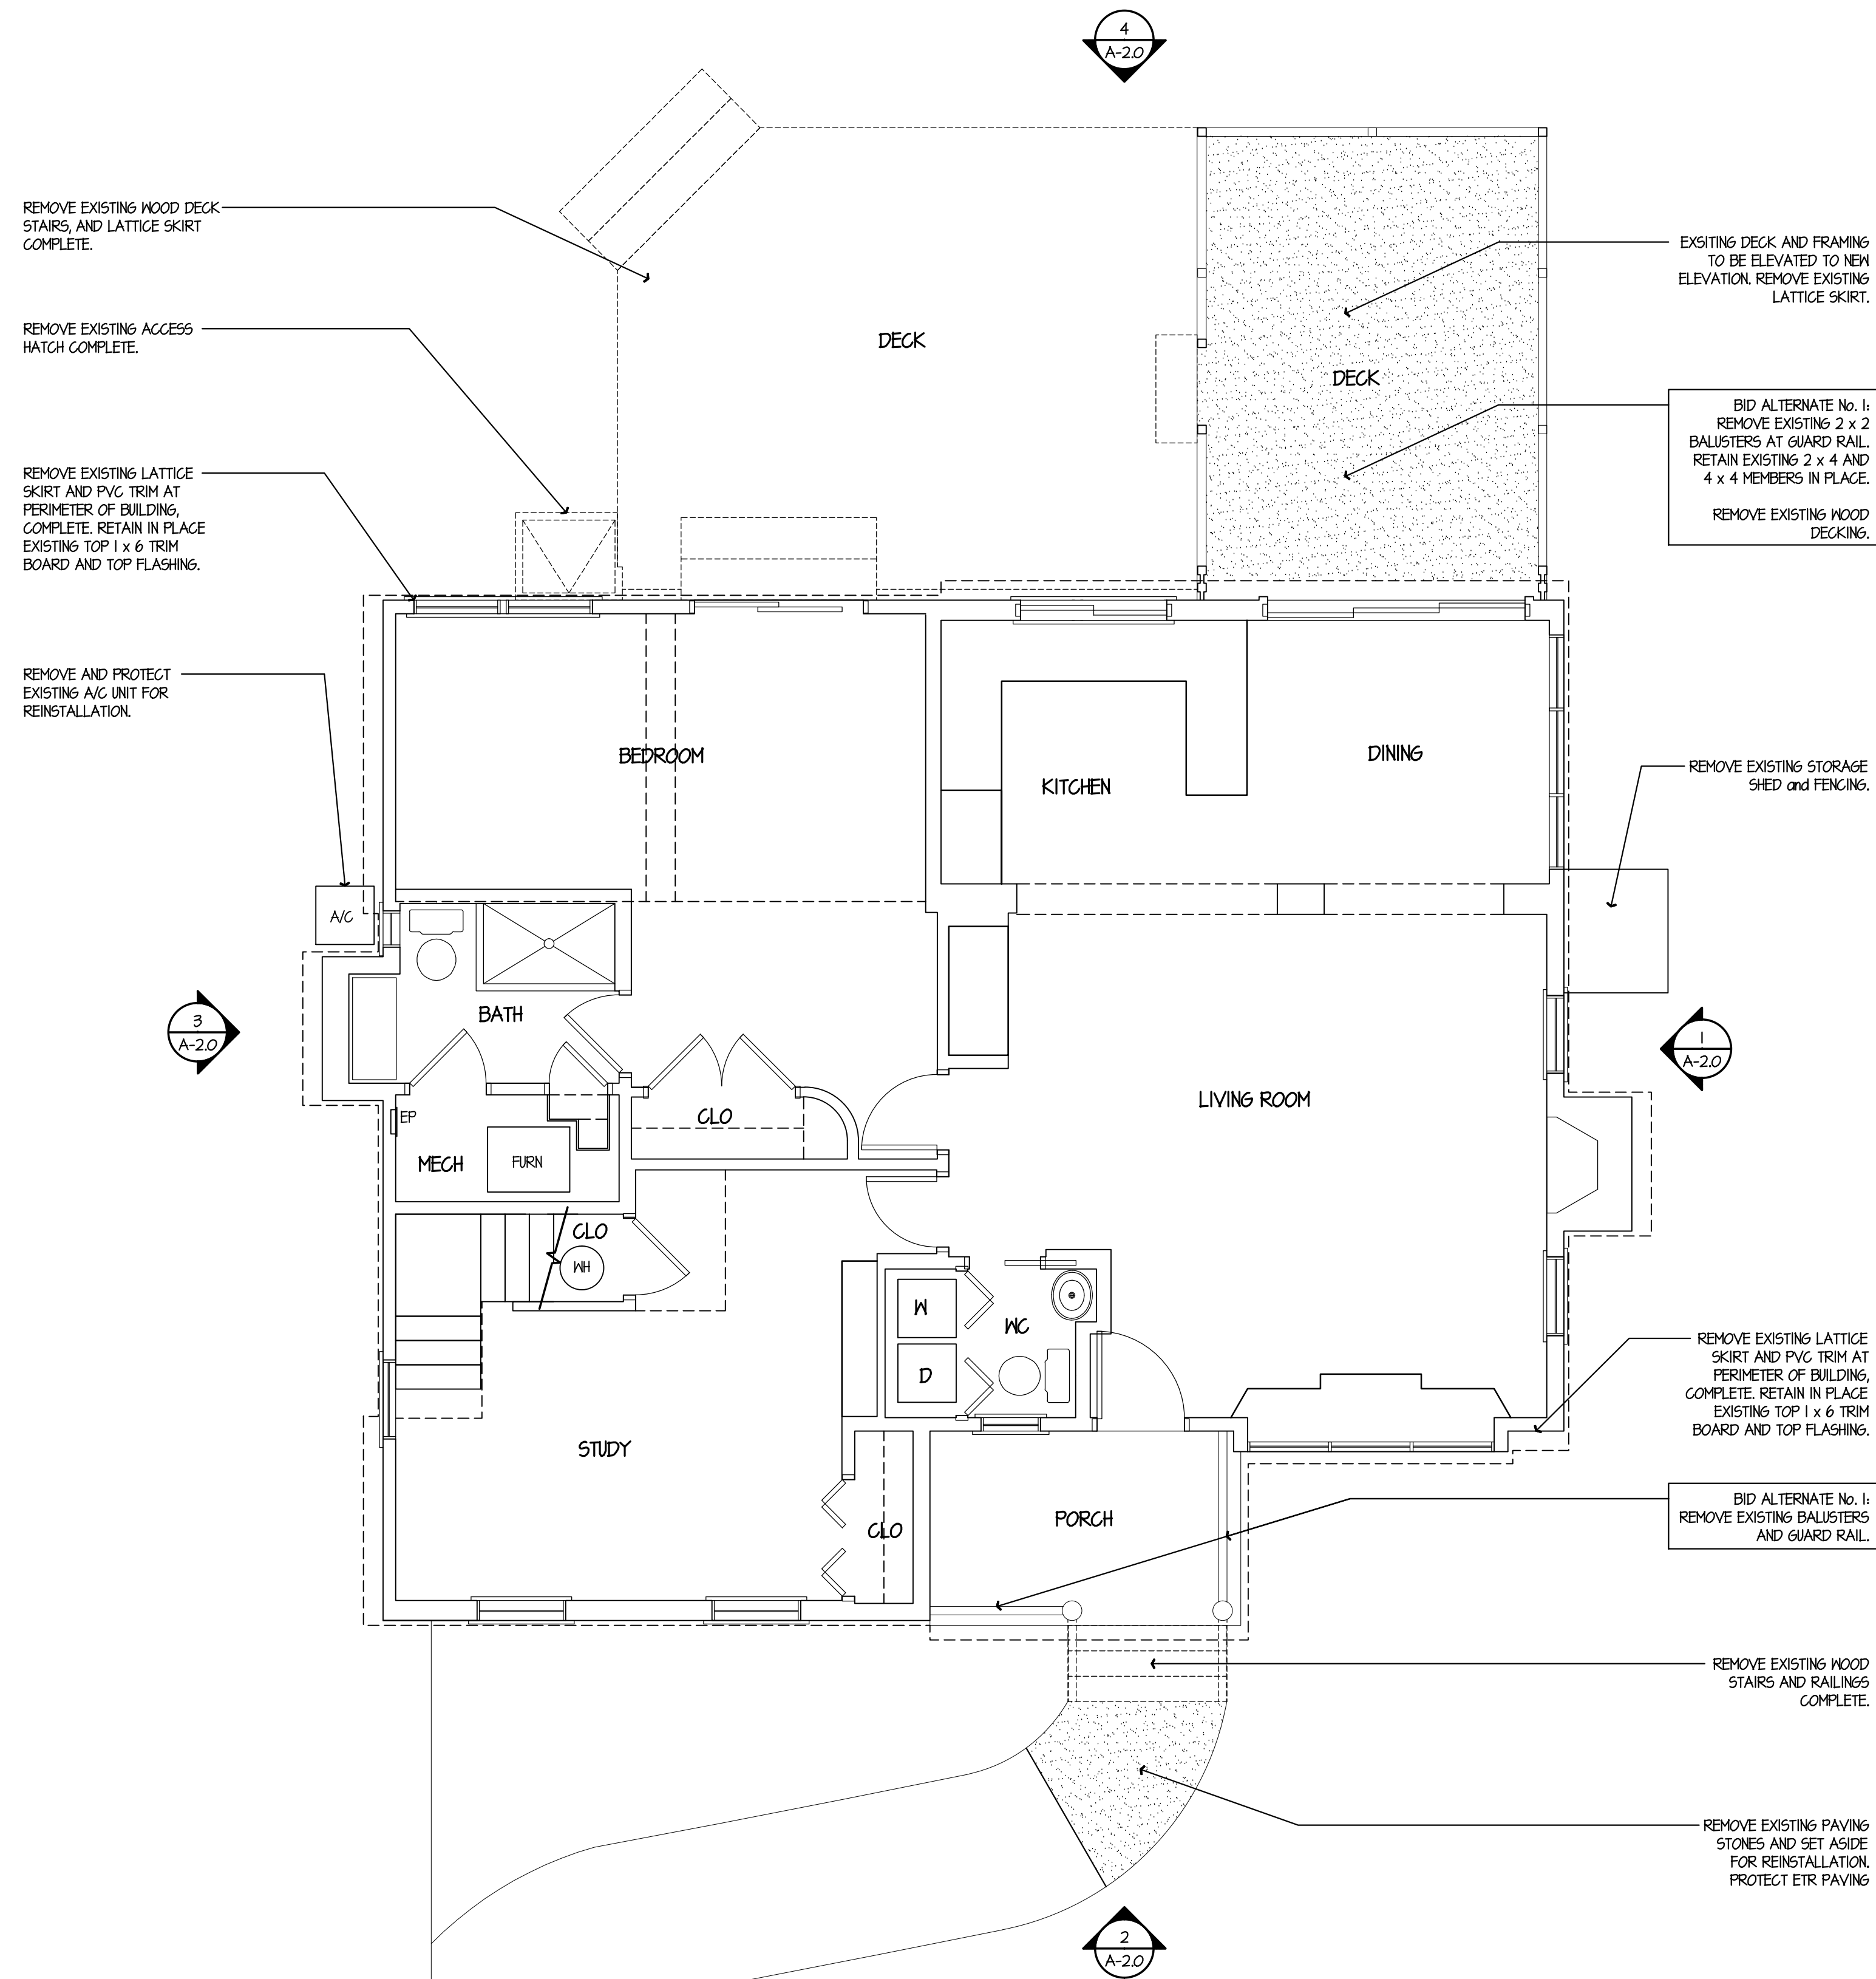 4
A-2.0
REMOVE EXISTING WOOD DECK
STAIRS, AND LATTICE SKIRT
COMPLETE.
EXSITING DECK AND FRAMING
TO BE ELEVATED TO NEW
ELEVATION. REMOVE EXISTING
LATTICE SKIRT.
REMOVE EXISTING ACCESS
HATCH COMPLETE.
DECK
DECK
BID ALTERNATE No. 1:
REMOVE EXISTING 2 x 2
BALUSTERS AT GUARD RAIL.
RETAIN EXISTING 2 x 4 AND
4 x 4 MEMBERS IN PLACE.
REMOVE EXISTING WOOD
DECKING.
REMOVE EXISTING LATTICE
SKIRT AND PVC TRIM AT
PERIMETER OF BUILDING,
COMPLETE. RETAIN IN PLACE
EXISTING TOP 1 x 6 TRIM
BOARD AND TOP FLASHING.
REMOVE AND PROTECT
EXISTING A/C UNIT FOR
REINSTALLATION.
BEDROOM
KITCHEN
DINING
REMOVE EXISTING STORAGE
SHED and FENCING.
A/C
BATH
3
A-2.0
1
A-2.0
EP
CLO
LIVING ROOM
MECH
FURN
CLO
WH
W
WC
D
REMOVE EXISTING LATTICE
SKIRT AND PVC TRIM AT
PERIMETER OF BUILDING,
COMPLETE. RETAIN IN PLACE
EXISTING TOP 1 x 6 TRIM
BOARD AND TOP FLASHING.
STUDY
CLO
PORCH
BID ALTERNATE No. 1:
REMOVE EXISTING BALUSTERS
AND GUARD RAIL.
REMOVE EXISTING WOOD
STAIRS AND RAILINGS
COMPLETE.
REMOVE EXISTING PAVING
STONES AND SET ASIDE
FOR REINSTALLATION.
PROTECT ETR PAVING
2
A-2.0